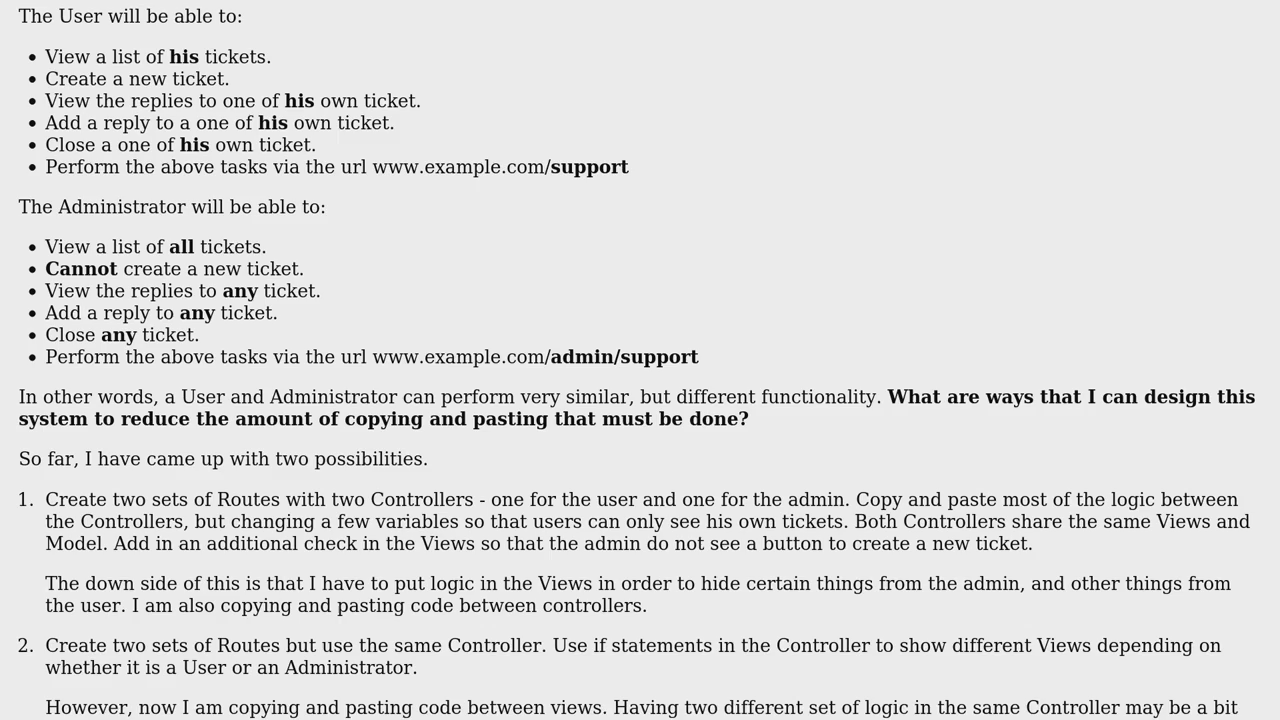 The User will be able to:
• View a list of his tickets.
• Create a new ticket.
• View the replies to one of his own ticket.
• Add a reply to a one of his own ticket.
• Close a one of his own ticket.
• Perform the above tasks via the url www.example.com/support
The Administrator will be able to:
• View a list of all tickets.
• Cannot create a new ticket.
• View the replies to any ticket.
• Add a reply to any ticket.
• Close any ticket.
• Perform the above tasks via the url www.example.com/admin/support
In other words, a User and Administrator can perform very similar, but different functionality. What are ways that I can design this
system to reduce the amount of copying and pasting that must be done?
So far, I have came up with two possibilities.
1. Create two sets of Routes with two Controllers - one for the user and one for the admin. Copy and paste most of the logic between
the Controllers, but changing a few variables so that users can only see his own tickets. Both Controllers share the same Views and
Model. Add in an additional check in the Views so that the admin do not see a button to create a new ticket.
The down side of this is that I have to put logic in the Views in order to hide certain things from the admin, and other things from
the user. I am also copying and pasting code between controllers.
2. Create two sets of Routes but use the same Controller. Use if statements in the Controller to show different Views depending on
whether it is a User or an Administrator.
However, now I am copying and pasting code between views. Having two different set of logic in the same Controller may be a bit